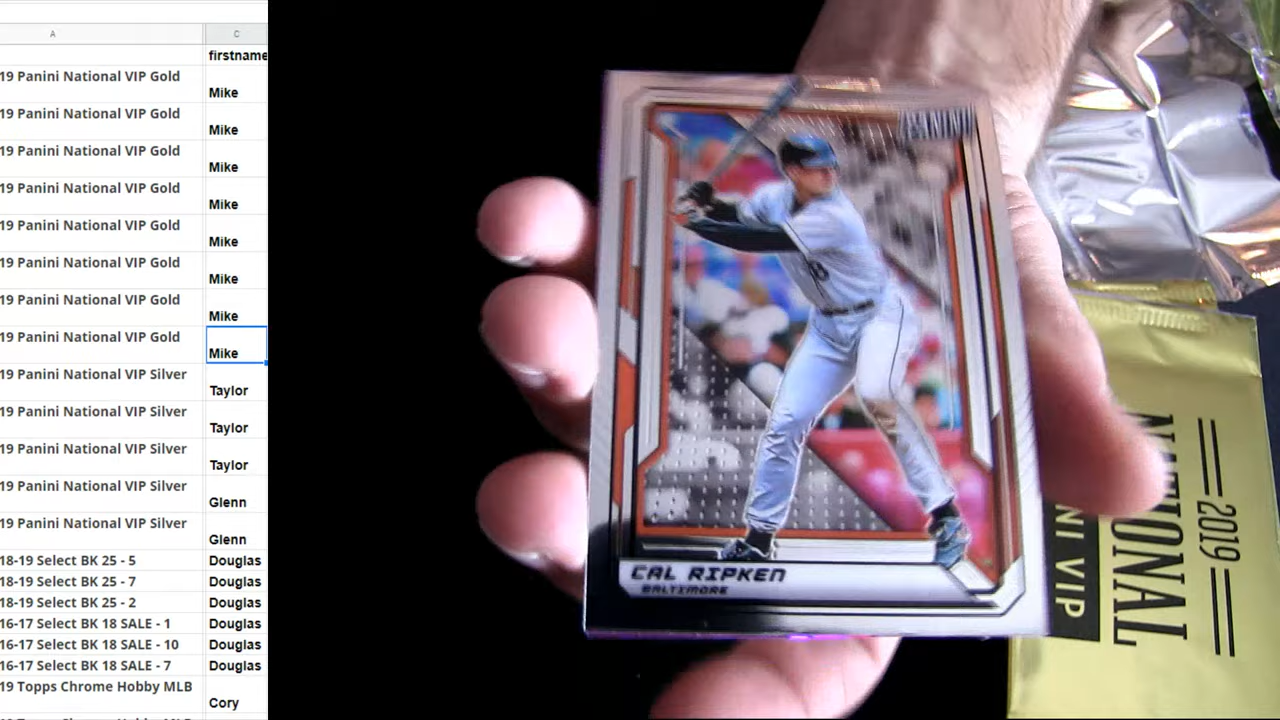 A C
firstname
19 Panini National VIP Gold Mike
19 Panini National VIP Gold Mike
19 Panini National VIP Gold Mike
19 Panini National VIP Gold Mike
19 Panini National VIP Gold Mike
19 Panini National VIP Gold Mike
19 Panini National VIP Gold Mike
19 Panini National VIP Gold Mike
19 Panini National VIP Silver Taylor
19 Panini National VIP Silver Taylor
19 Panini National VIP Silver Taylor
19 Panini National VIP Silver Glenn
19 Panini National VIP Silver Glenn
18-19 Select BK 25 - 5 Douglas
18-19 Select BK 25 - 7 Douglas
18-19 Select BK 25 - 2 Douglas
16-17 Select BK 18 SALE - 1 Douglas
16-17 Select BK 18 SALE - 10 Douglas
16-17 Select BK 18 SALE - 7 Douglas
19 Topps Chrome Hobby MLB Cory
PANINI
8
CAL RIPKEN
BALTIMORE
2019
NATIONAL
NI VIP